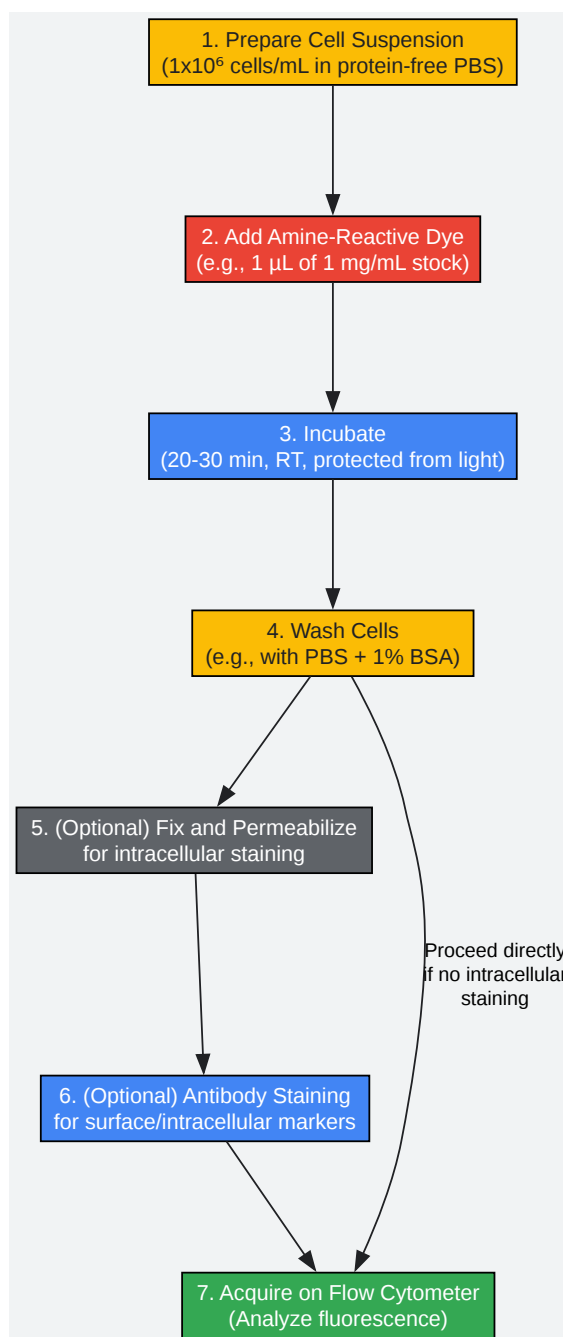 1. Prepare Cell Suspension
(1x10⁶ cells/mL in protein-free PBS)
2. Add Amine-Reactive Dye
(e.g., 1 µL of 1 mg/mL stock)
3. Incubate
(20-30 min, RT, protected from light)
4. Wash Cells
(e.g., with PBS + 1% BSA)
5. (Optional) Fix and Permeabilize
for intracellular staining
Proceed directly
if no intracellular
staining
6. (Optional) Antibody Staining
for surface/intracellular markers
7. Acquire on Flow Cytometer
(Analyze fluorescence)